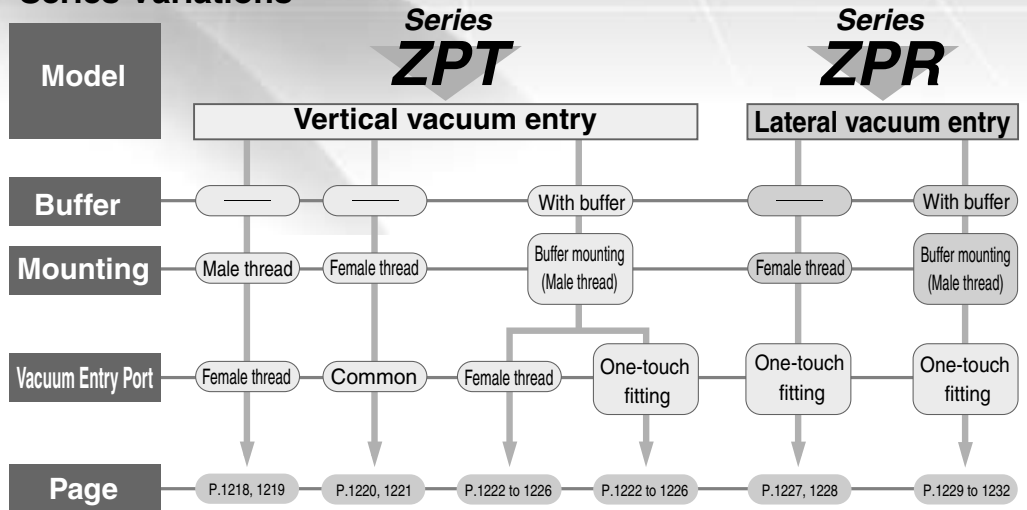 Series Variations
Series
ZPT
Series
ZPR
Model
Vertical vacuum entry
Lateral vacuum entry
Buffer
With buffer
With buffer
Mounting
Male thread
Female thread
Buffer mounting
(Male thread)
Female thread
Buffer mounting
(Male thread)
Vacuum Entry Port
Female thread
Common
Female thread
One-touch
fitting
One-touch
fitting
One-touch
fitting
Page
P.1218, 1219
P.1220, 1221
P.1222 to 1226
P.1222 to 1226
P.1227, 1228
P.1229 to 1232